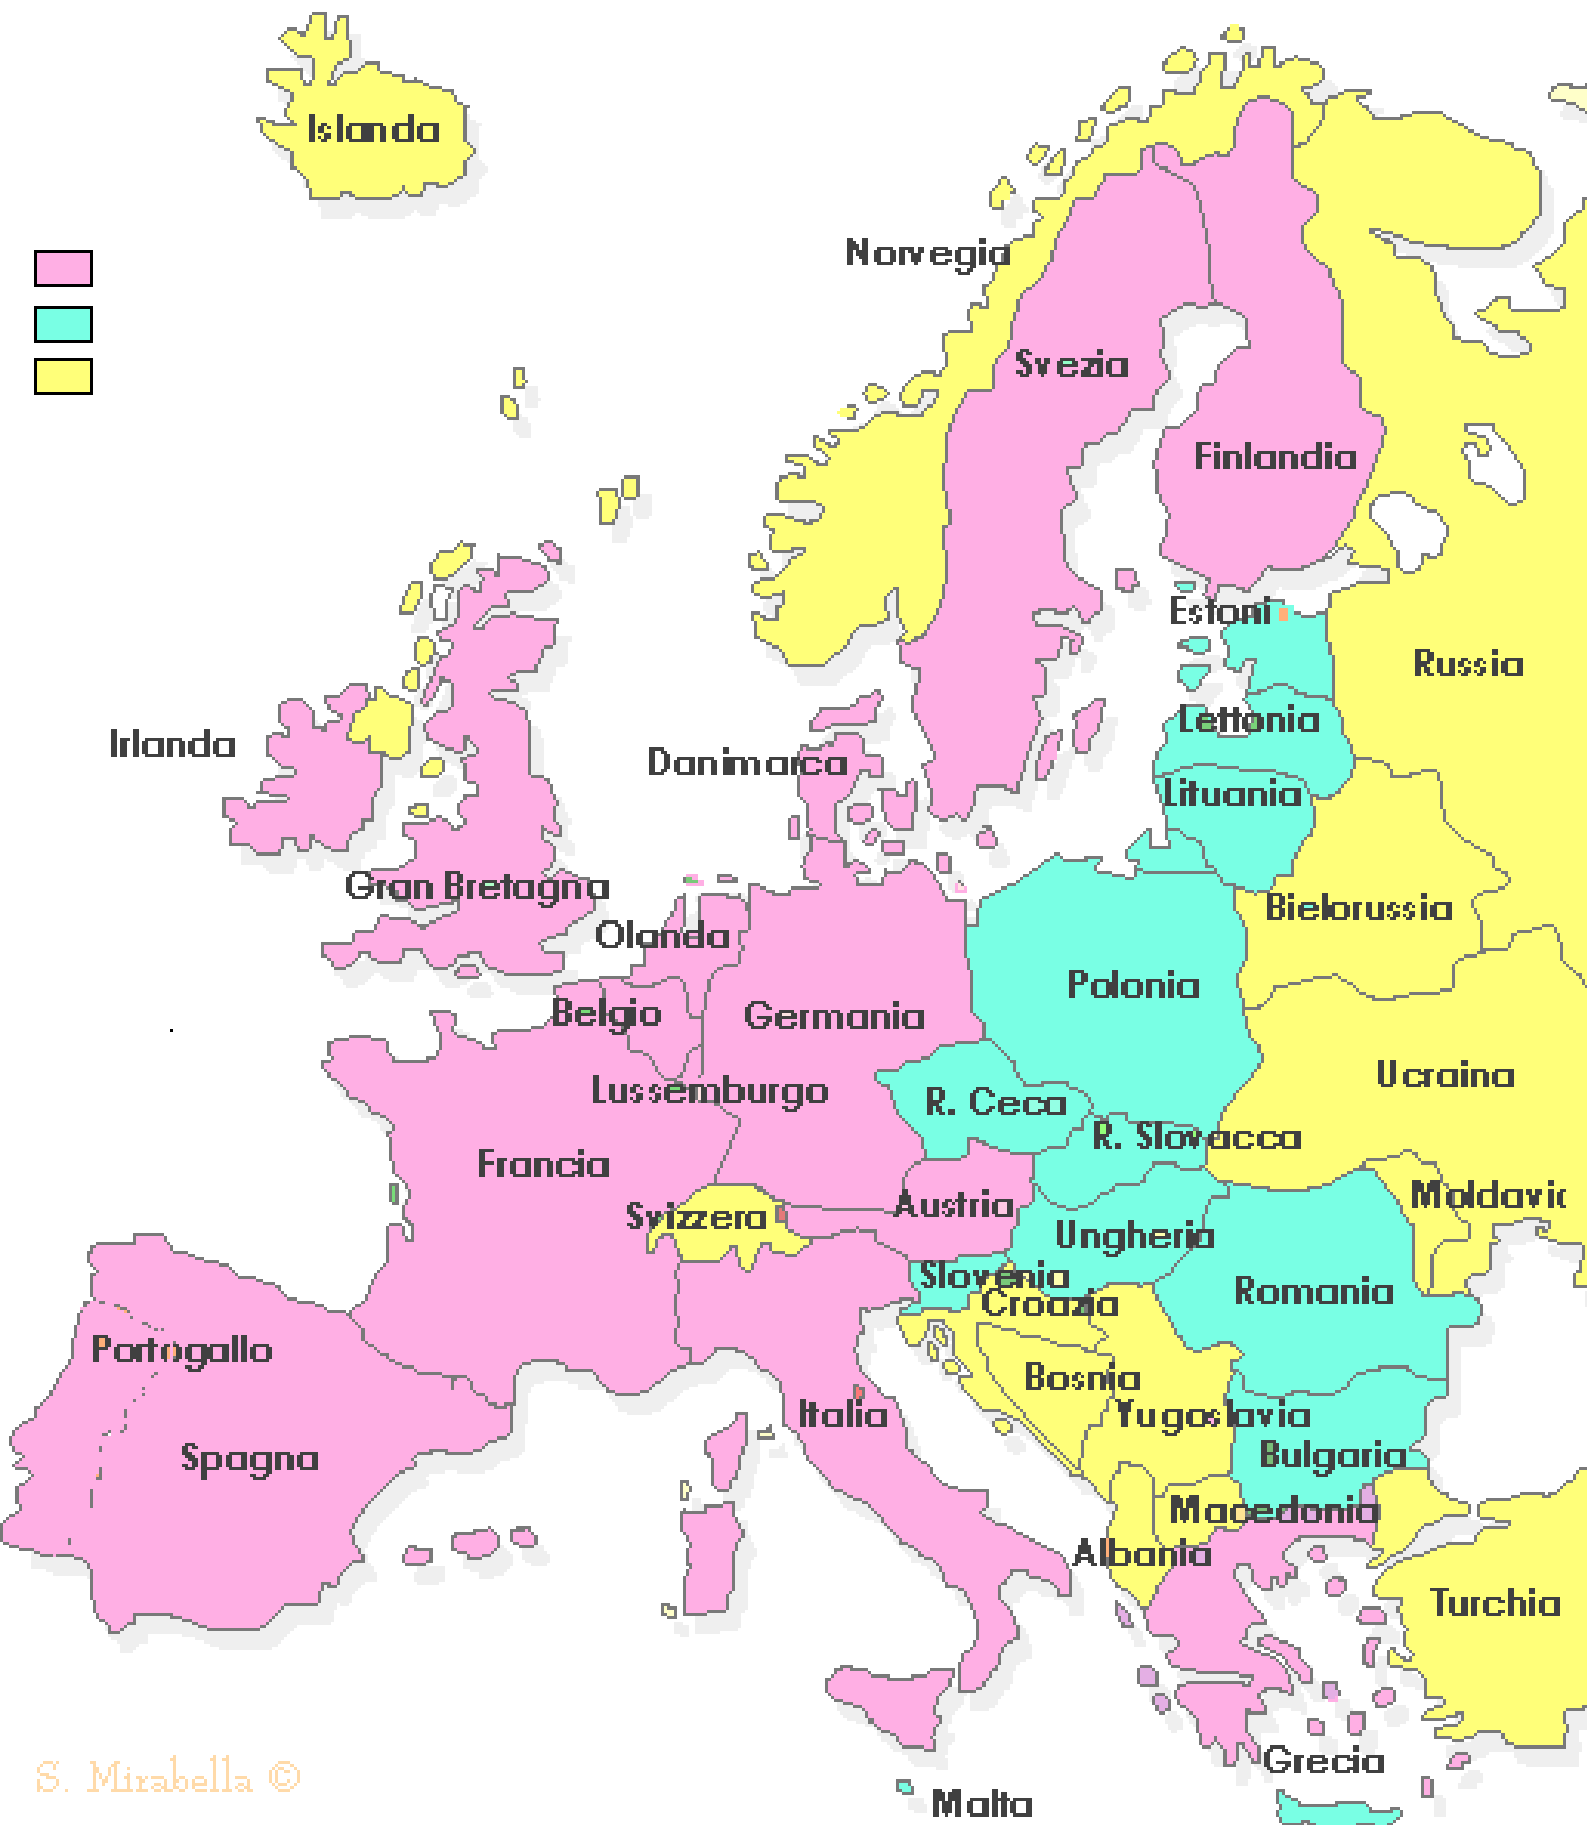 Islanda
Norvegia
Svezia
Finlandia
Estoni
Russia
Lettonia
Irlanda
Danimarca
Lituania
Gran Bretagna
Bielorussia
Olanda
Polonia
Belgio
Germania
Ucraina
Lussemburgo
R. Ceca
R. Slovacca
Francia
Moldavic
Svizzera
Austria
Ungheria
Slovenia
Romania
Croazia
Portogallo
Bosnia
Italia
Yugoslavia
Spagna
Bulgaria
Macedonia
Albania
Turchia
Grecia
S. Mirabella ©
Malta